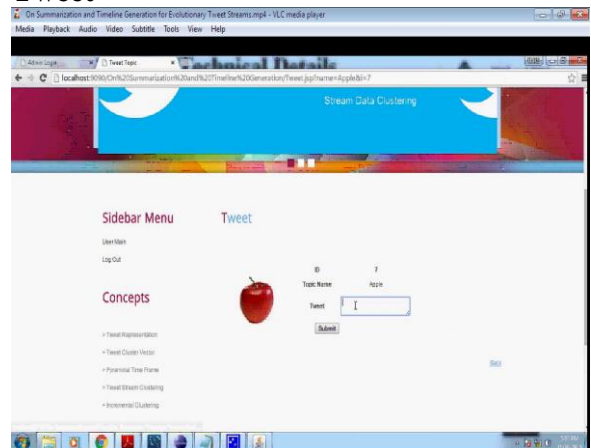 On Summarization and Timeline Generation for Evolutionary Tweet Streams.mp4 - VLC media player
Media Playback Audio Video Subtitle Tools View Help
Admin Login Tweet Topic Technical Details
localhost:9090/On%20Summarization%20and%20Timeline%20Generation/Tweet.jsp?name=Apple&i=7
Stream Data Clustering
Sidebar Menu
Tweet
User Main
Log Out
ID 7
Topic Name Apple
Concepts
Tweet
Submit
» Tweet Representation
» Tweet Cluster Vector
Back
» Pyramidal Time Frame
» Tweet Stream Clustering
» Incremental Clustering